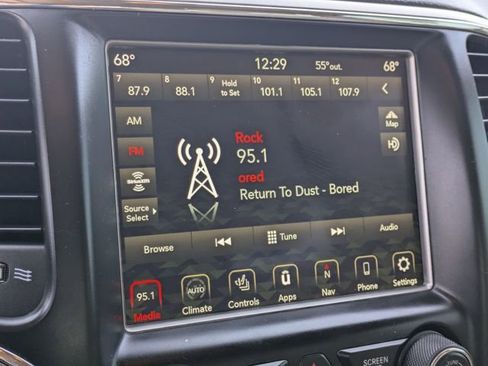 68° 12:29 55°out. 68°
7 8 9 Hold to Set 10 11 12
87.9 88.1 101.1 105.1 107.9
AM
Map
Rock
FM
95.1
HD
SiriusXM
ored
Return To Dust - Bored
Source
Select
Browse Tune Audio
95.1 AUTO N
Media Climate Controls Apps Nav Phone Settings
SCREEN